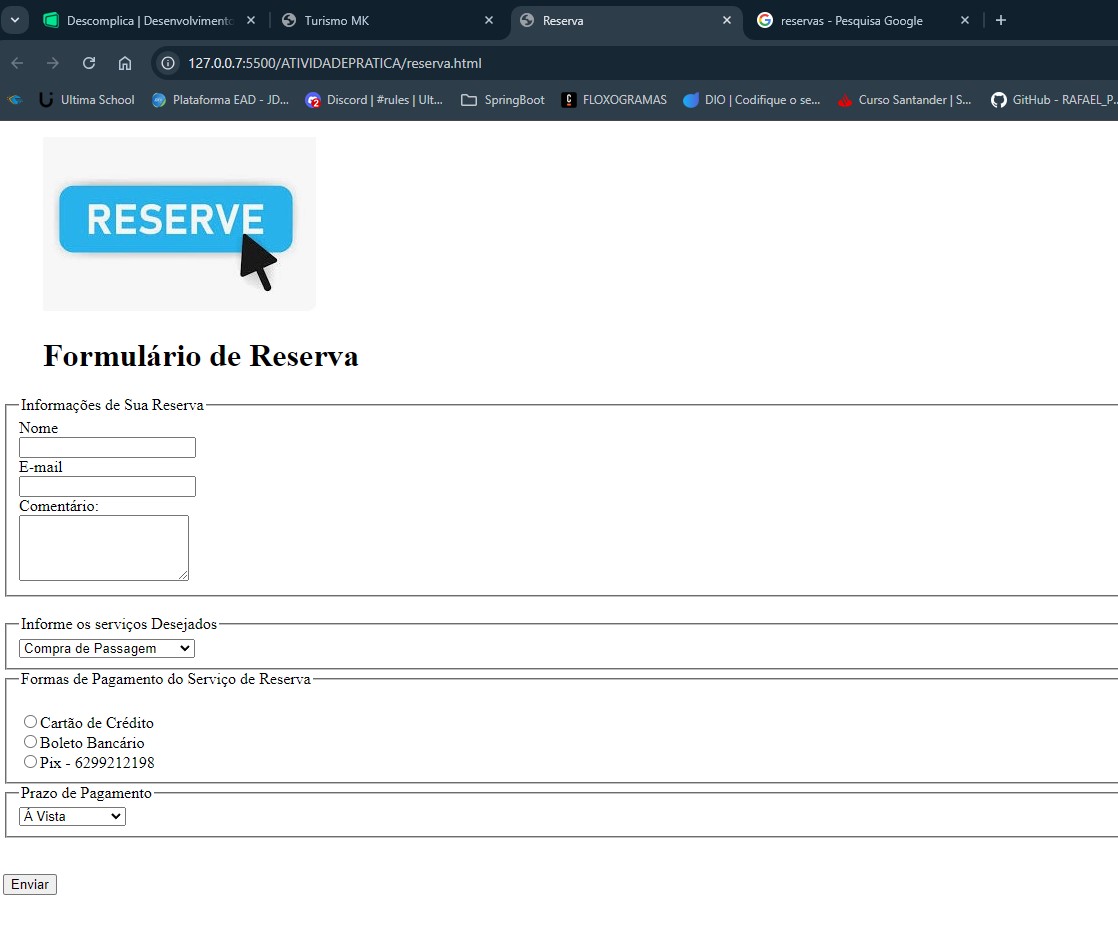 Descomplica | Desenvolvimento
Turismo MK
Reserva
reservas - Pesquisa Google
127.0.0.7:5500/ATIVIDADEPRATICA/reserva.html
Ultima School
Plataforma EAD - JD...
Discord | #rules | Ult...
SpringBoot
FLOXOGRAMAS
DIO | Codifique o se...
Curso Santander | S...
GitHub - RAFAEL_P...
RESERVE
Formulário de Reserva
Informações de Sua Reserva
Nome
E-mail
Comentário:
Informe os serviços Desejados
Compra de Passagem
Formas de Pagamento do Serviço de Reserva
Cartão de Crédito
Boleto Bancário
Pix - 6299212198
Prazo de Pagamento
Á Vista
Enviar